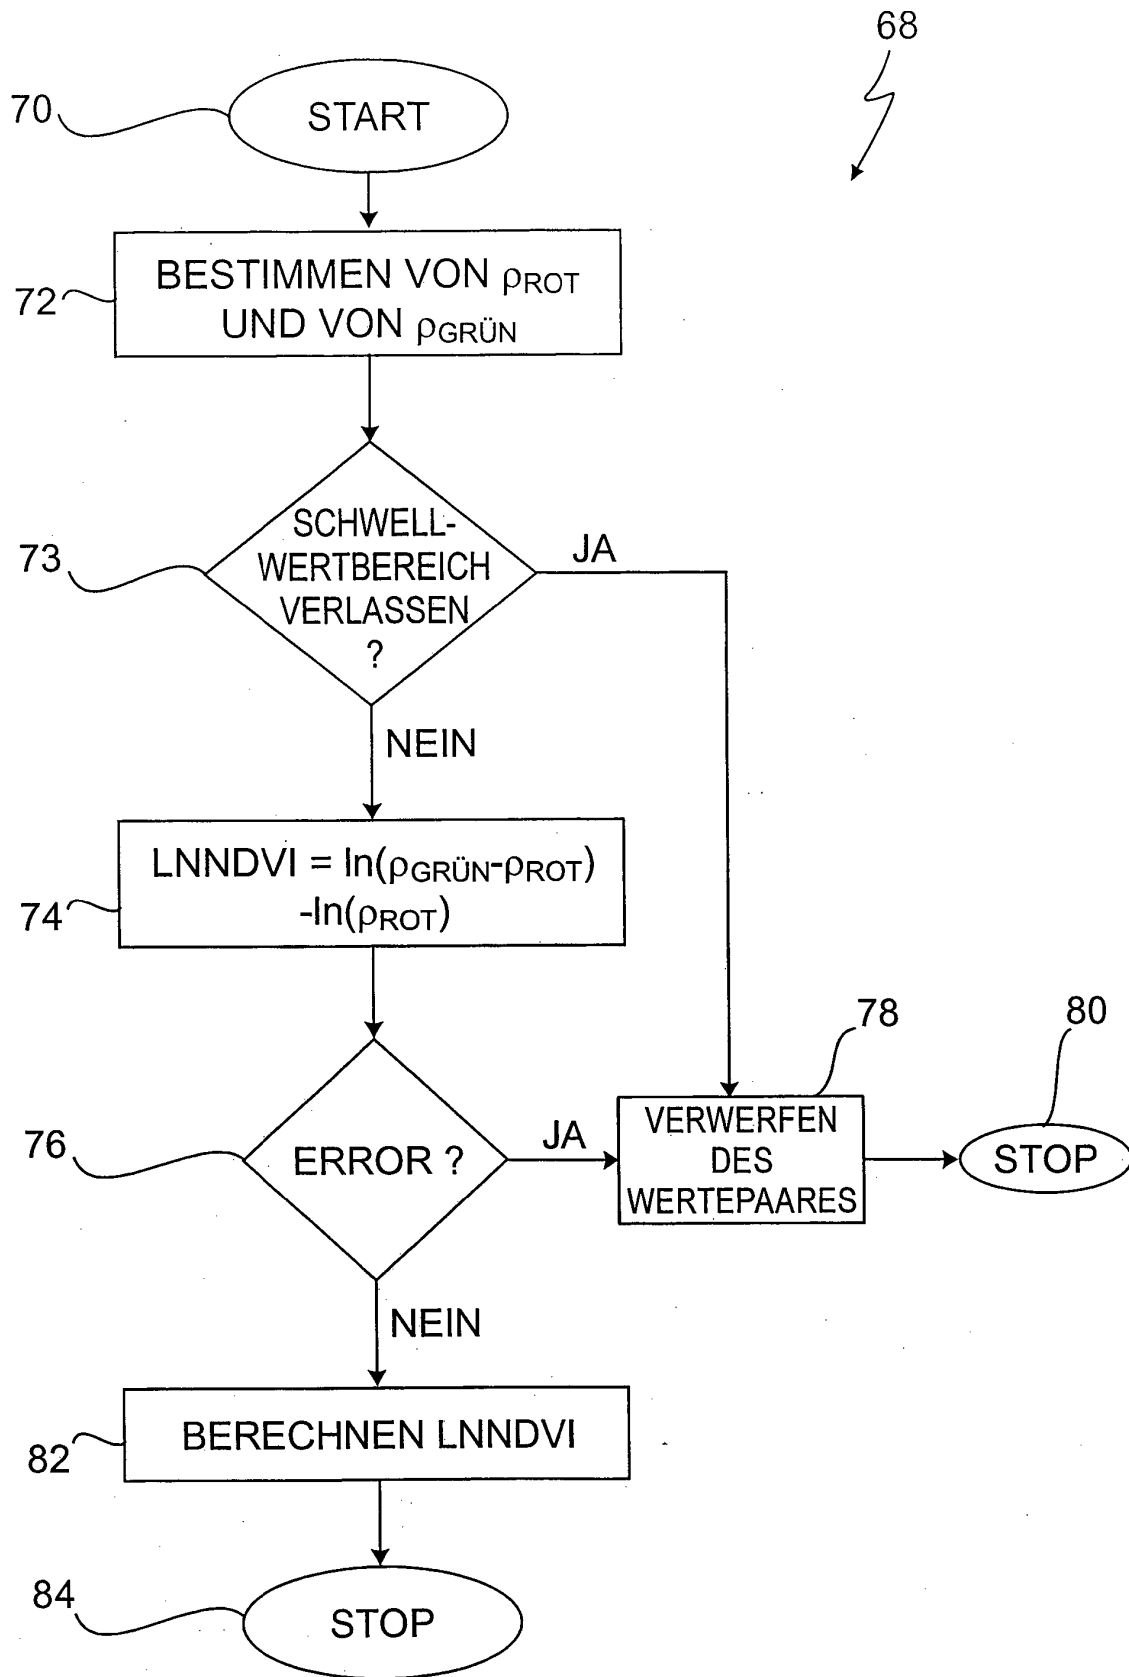 68
70
START
72
BESTIMMEN VON ρROT
UND VON ρGRÜN
73
SCHWELL-
WERTBEREICH
VERLASSEN
?
JA
NEIN
74
LNNDVI = ln(ρGRÜN-ρROT)
-ln(ρROT)
76
ERROR ?
JA
78
VERWERFEN
DES
WERTEPAARES
80
STOP
NEIN
82
BERECHNEN LNNDVI
84
STOP